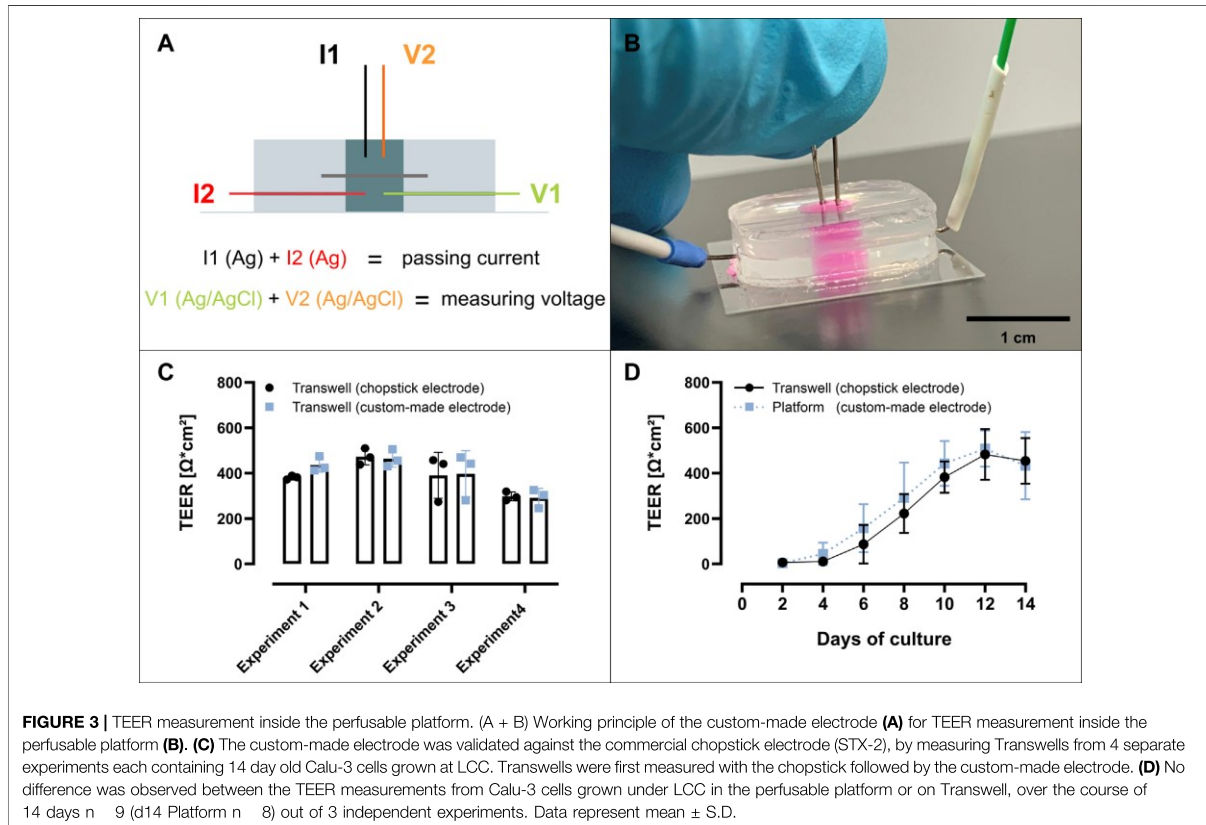 A
I1
V2
I2
V1
I1 (Ag) + I2 (Ag) = passing current
V1 (Ag/AgCl) + V2 (Ag/AgCl) = measuring voltage
B
1 cm
C
Transwell (chopstick electrode)
Transwell (custom-made electrode)
TEER [Ω*cm²]
800
600
400
200
0
Experiment 1
Experiment 2
Experiment 3
Experiment4
D
Transwell (chopstick electrode)
Platform (custom-made electrode)
TEER [Ω*cm²]
800
600
400
200
0
0 2 4 6 8 10 12 14
Days of culture
FIGURE 3 | TEER measurement inside the perfusable platform. (A + B) Working principle of the custom-made electrode (A) for TEER measurement inside the
perfusable platform (B). (C) The custom-made electrode was validated against the commercial chopstick electrode (STX-2), by measuring Transwells from 4 separate
experiments each containing 14 day old Calu-3 cells grown at LCC. Transwells were first measured with the chopstick followed by the custom-made electrode. (D) No
difference was observed between the TEER measurements from Calu-3 cells grown under LCC in the perfusable platform or on Transwell, over the course of
14 days n 9 (d14 Platform n 8) out of 3 independent experiments. Data represent mean ± S.D.